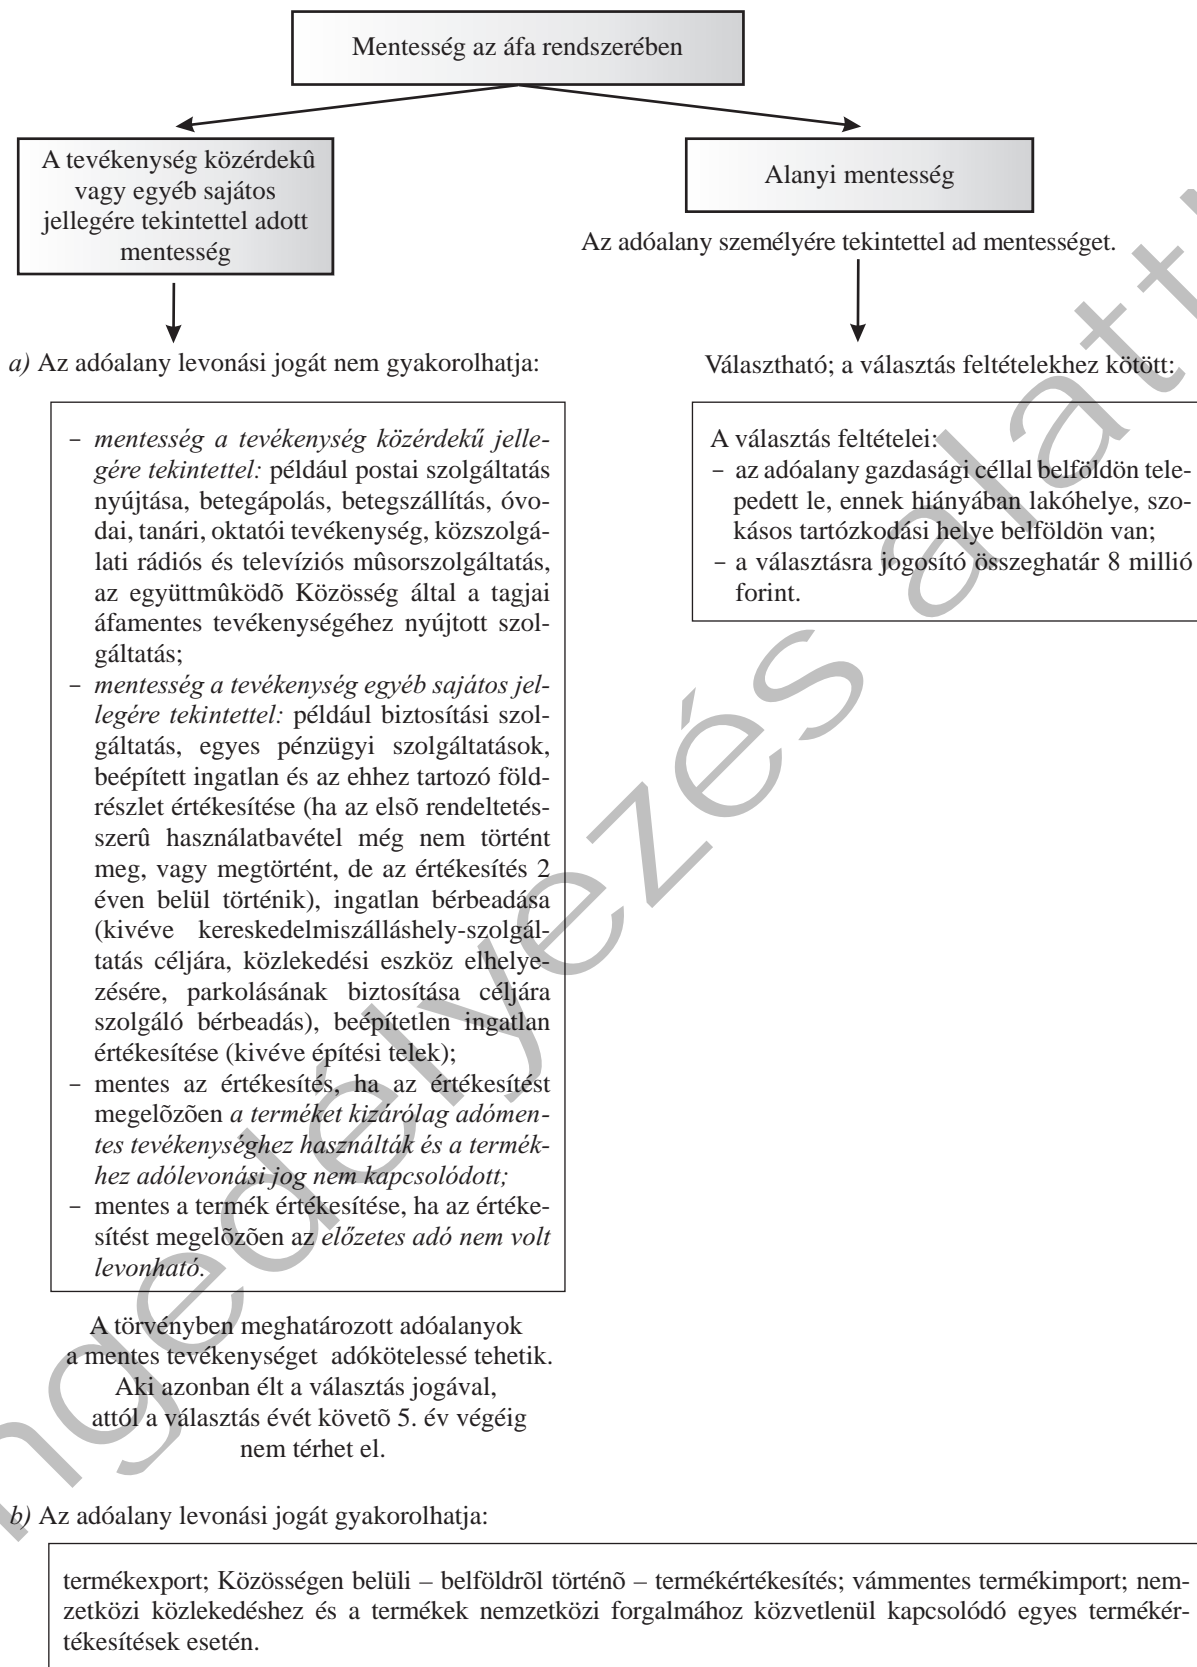 Mentesség az áfa rendszerében
A tevékenység közérdekû
vagy egyéb sajátos
jellegére tekintettel adott
mentesség
Alanyi mentesség
Az adóalany személyére tekintettel ad mentességet.
a) Az adóalany levonási jogát nem gyakorolhatja:
– mentesség a tevékenység közérdekű jelle-
gére tekintettel: például postai szolgáltatás
nyújtása, betegápolás, betegszállítás, óvo-
dai, tanári, oktatói tevékenység, közszolgá-
lati rádiós és televíziós mûsorszolgáltatás,
az együttmûködõ Közösség által a tagjai
áfamentes tevékenységéhez nyújtott szol-
gáltatás;
– mentesség a tevékenység egyéb sajátos jel-
legére tekintettel: például biztosítási szol-
gáltatás, egyes pénzügyi szolgáltatások,
beépített ingatlan és az ehhez tartozó föld-
részlet értékesítése (ha az elsõ rendeltetés-
szerû használatbavétel még nem történt
meg, vagy megtörtént, de az értékesítés 2
éven belül történik), ingatlan bérbeadása
(kivéve kereskedelmiszálláshely-szolgál-
tatás céljára, közlekedési eszköz elhelye-
zésére, parkolásának biztosítása céljára
szolgáló bérbeadás), beépítetlen ingatlan
értékesítése (kivéve építési telek);
– mentes az értékesítés, ha az értékesítést
megelõzõen a terméket kizárólag adómen-
tes tevékenységhez használták és a termék-
hez adólevonási jog nem kapcsolódott;
– mentes a termék értékesítése, ha az értéke-
sítést megelõzõen az előzetes adó nem volt
levonható.
A törvényben meghatározott adóalanyok
a mentes tevékenységet adókötelessé tehetik.
Aki azonban élt a választás jogával,
attól a választás évét követõ 5. év végéig
nem térhet el.
Választható; a választás feltételekhez kötött:
A választás feltételei:
– az adóalany gazdasági céllal belföldön tele-
pedett le, ennek hiányában lakóhelye, szo-
kásos tartózkodási helye belföldön van;
– a választásra jogosító összeghatár 8 millió
forint.
b) Az adóalany levonási jogát gyakorolhatja:
termékexport; Közösségen belüli – belföldrõl történõ – termékértékesítés; vámmentes termékimport; nem-
zetközi közlekedéshez és a termékek nemzetközi forgalmához közvetlenül kapcsolódó egyes termékér-
tékesítések esetén.
ngedélyezés alatt